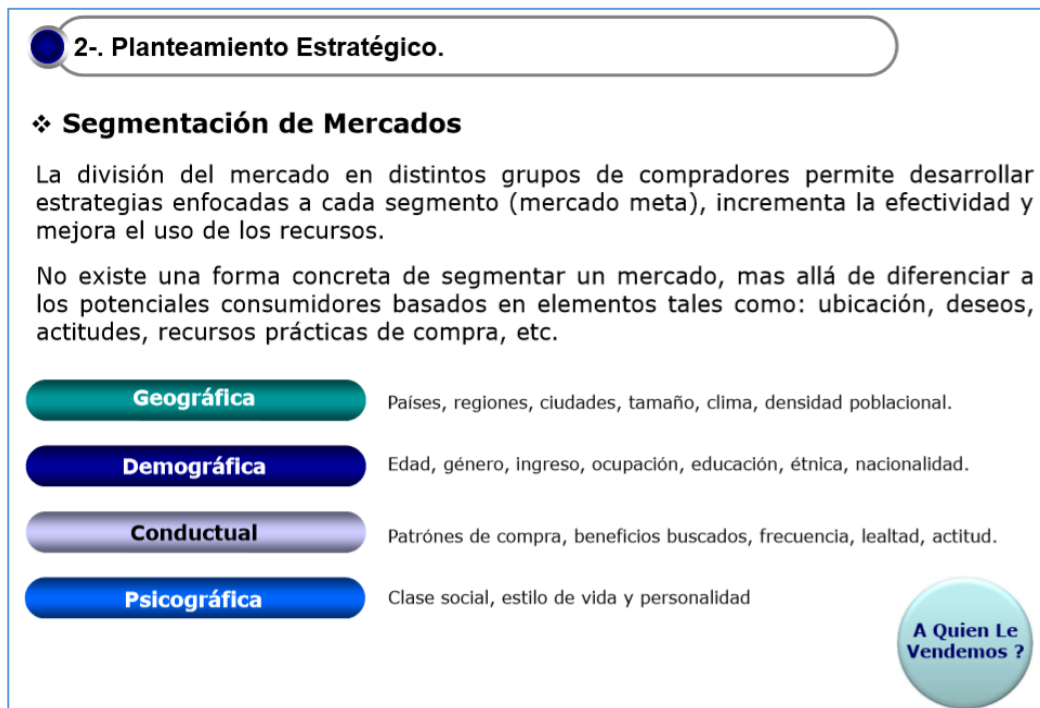 2-. Planteamiento Estratégico.
❖ Segmentación de Mercados
La división del mercado en distintos grupos de compradores permite desarrollar
estrategias enfocadas a cada segmento (mercado meta), incrementa la efectividad y
mejora el uso de los recursos.
No existe una forma concreta de segmentar un mercado, mas allá de diferenciar a
los potenciales consumidores basados en elementos tales como: ubicación, deseos,
actitudes, recursos prácticas de compra, etc.
Geográfica
Países, regiones, ciudades, tamaño, clima, densidad poblacional.
Demográfica
Edad, género, ingreso, ocupación, educación, étnica, nacionalidad.
Conductual
Patrónes de compra, beneficios buscados, frecuencia, lealtad, actitud.
Psicográfica
Clase social, estilo de vida y personalidad
A Quien Le
Vendemos ?